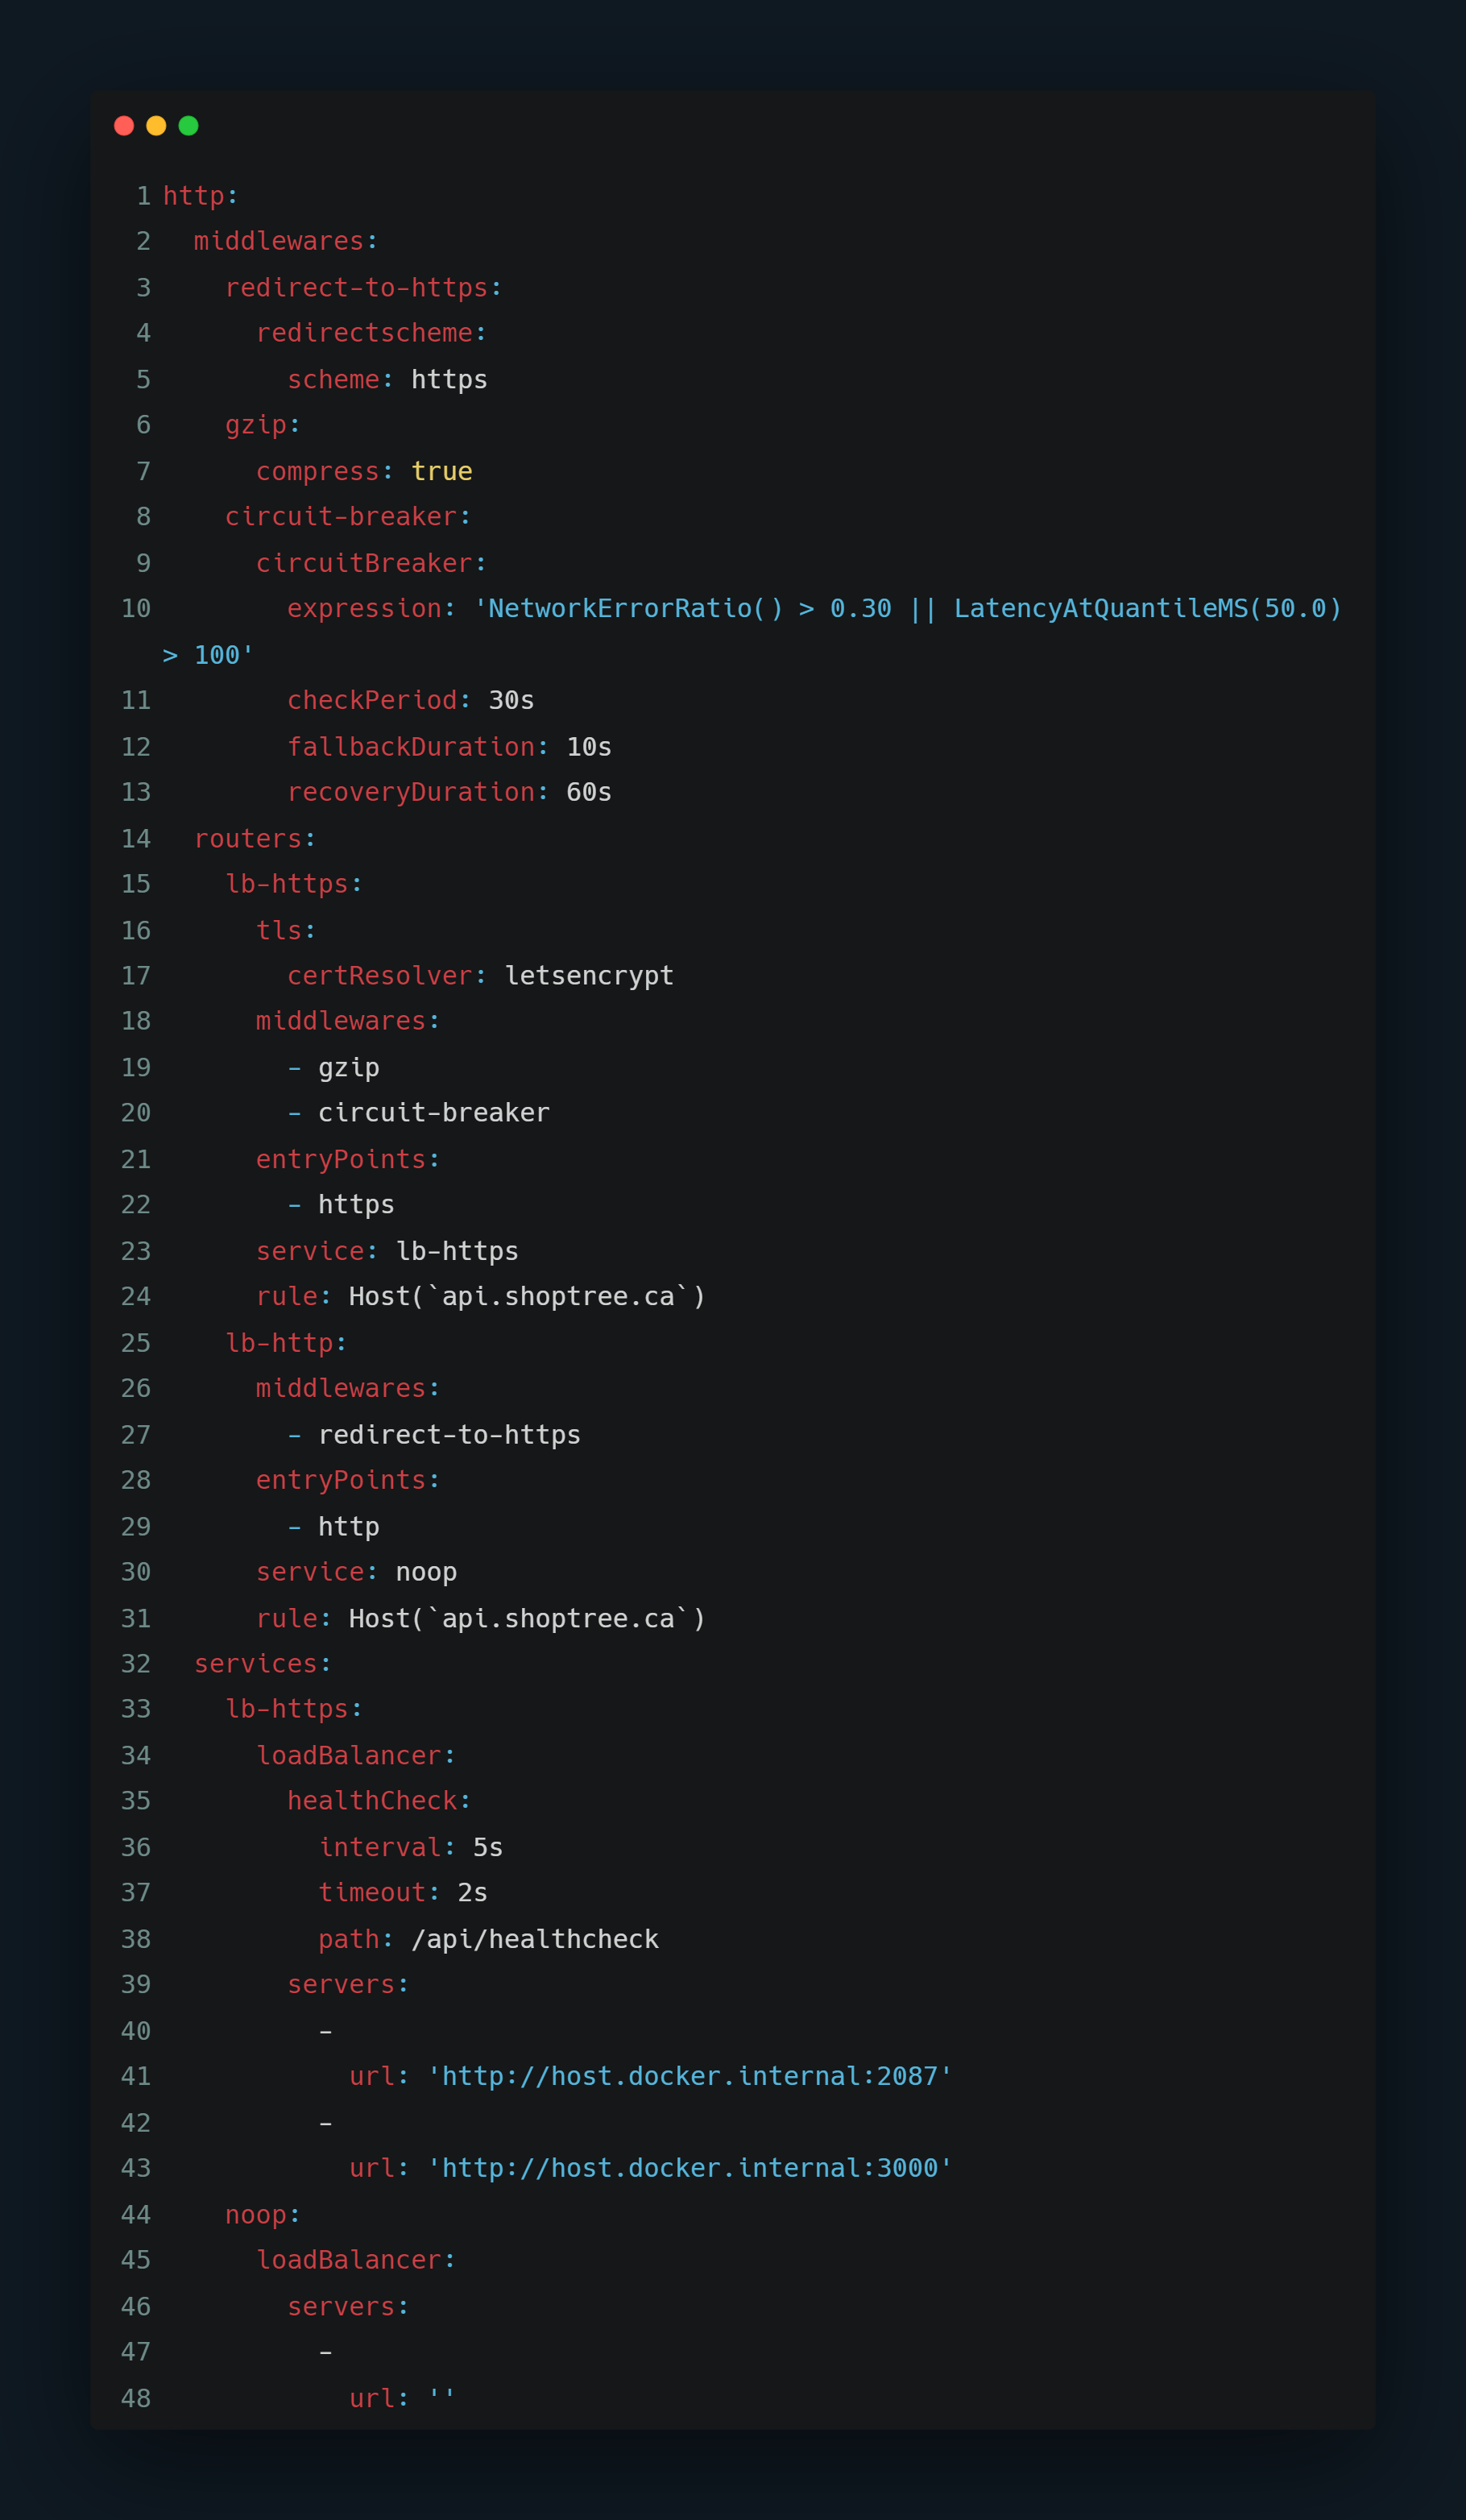 1 http:
2   middlewares:
3     redirect-to-https:
4       redirectscheme:
5         scheme: https
6     gzip:
7       compress: true
8     circuit-breaker:
9       circuitBreaker:
10         expression: 'NetworkErrorRatio() > 0.30 || LatencyAtQuantileMS(50.0)
> 100'
11         checkPeriod: 30s
12         fallbackDuration: 10s
13         recoveryDuration: 60s
14   routers:
15     lb-https:
16       tls:
17         certResolver: letsencrypt
18       middlewares:
19         - gzip
20         - circuit-breaker
21       entryPoints:
22         - https
23       service: lb-https
24       rule: Host(`api.shoptree.ca`)
25     lb-http:
26       middlewares:
27         - redirect-to-https
28       entryPoints:
29         - http
30       service: noop
31       rule: Host(`api.shoptree.ca`)
32   services:
33     lb-https:
34       loadBalancer:
35         healthCheck:
36           interval: 5s
37           timeout: 2s
38           path: /api/healthcheck
39         servers:
40           -
41             url: 'http://host.docker.internal:2087'
42           -
43             url: 'http://host.docker.internal:3000'
44     noop:
45       loadBalancer:
46         servers:
47           -
48             url: ''